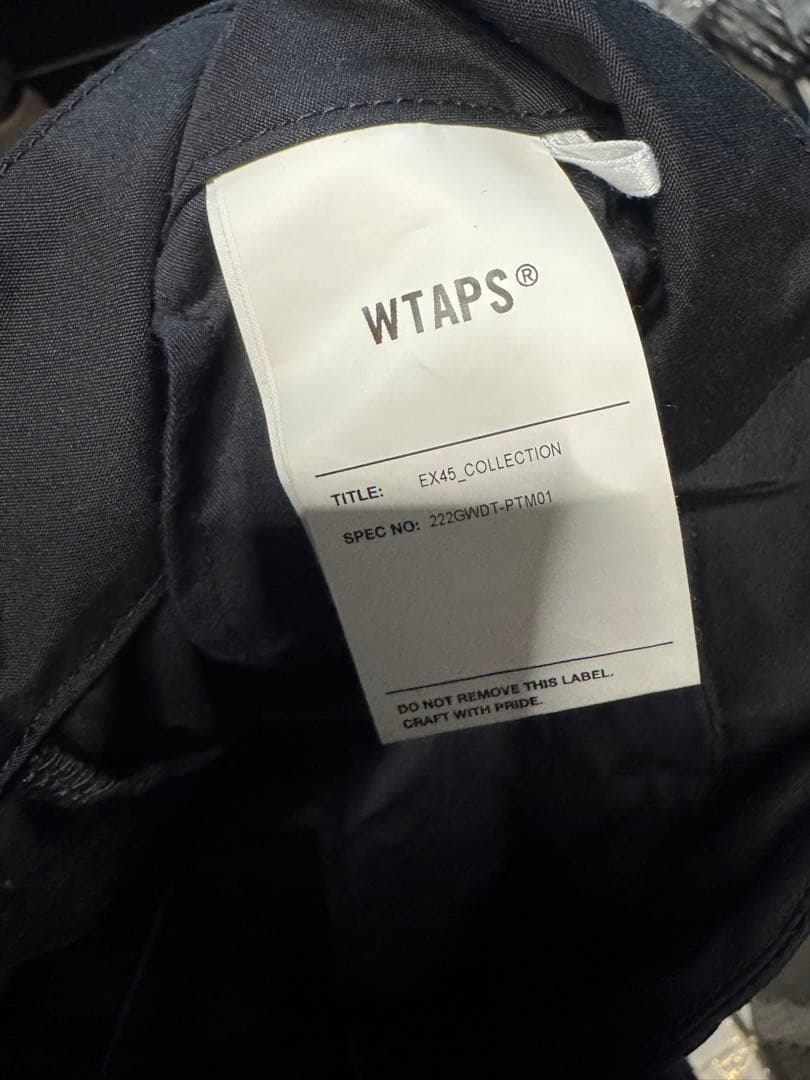 WTAPS®
TITLE: EX45_COLLECTION
SPEC NO: 222GWDT-PTM01
DO NOT REMOVE THIS LABEL.
CRAFT WITH PRIDE.